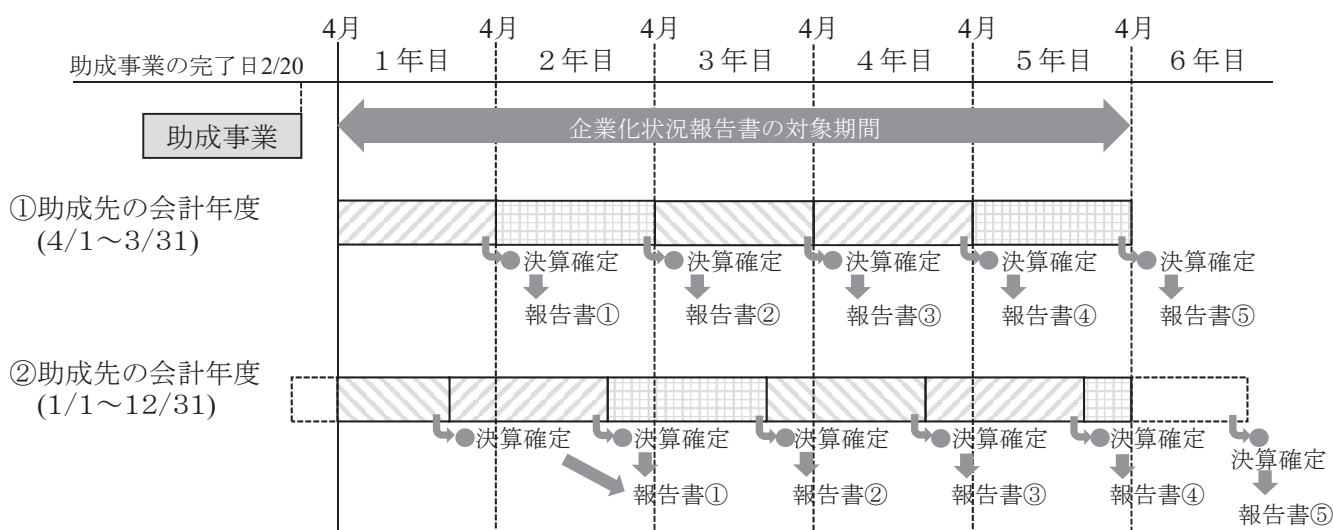 4月 4月 4月 4月 4月 4月
助成事業の完了日2/20 1年目 2年目 3年目 4年目 5年目 6年目
企業化状況報告書の対象期間
助成事業
①助成先の会計年度
(4/1~3/31)
決算確定 決算確定 決算確定 決算確定 決算確定
報告書① 報告書② 報告書③ 報告書④ 報告書⑤
②助成先の会計年度
(1/1~12/31)
決算確定 決算確定 決算確定 決算確定 決算確定
決算確定
報告書① 報告書② 報告書③ 報告書④
報告書⑤